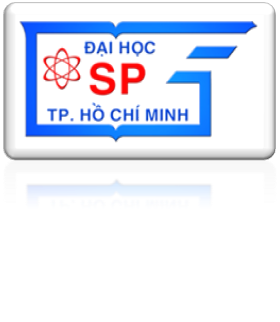 ĐẠI HỌC
SP
TP. HỒ CHÍ MINH